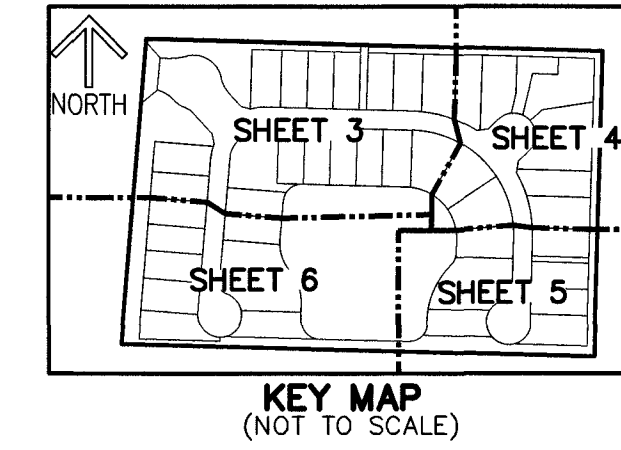 NORTH
SHEET 3
SHEET 4
SHEET 6
SHEET 5
KEY MAP
(NOT TO SCALE)